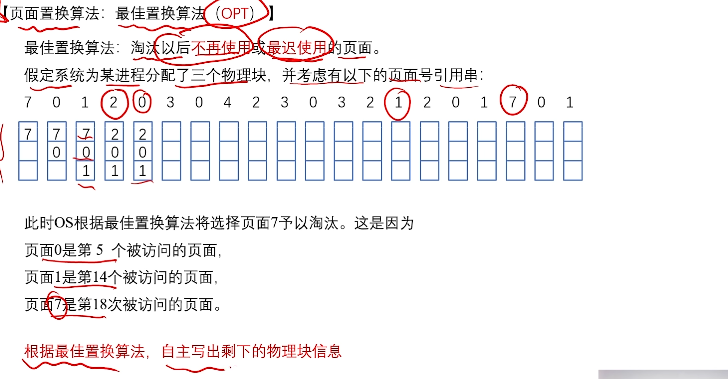 【页面置换算法：最佳置换算法（OPT）】
最佳置换算法：淘汰以后不再使用或最迟使用的页面。
假定系统为某进程分配了三个物理块，并考虑有以下的页面号引用串：
7 0 1 2 0 3 0 4 2 3 0 3 2 1 2 0 1 7 0 1
7 7 7 2 2
0 0 0 0
1 1 1
此时OS根据最佳置换算法将选择页面7予以淘汰。这是因为
页面0是第 5 个被访问的页面，
页面1是第14个被访问的页面，
页面7是第18次被访问的页面。
根据最佳置换算法，自主写出剩下的物理块信息